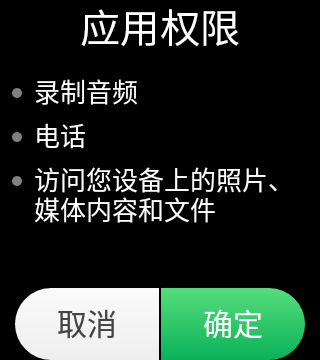 应用权限
录制音频
电话
访问您设备上的照片、
媒体内容和文件
取消
确定